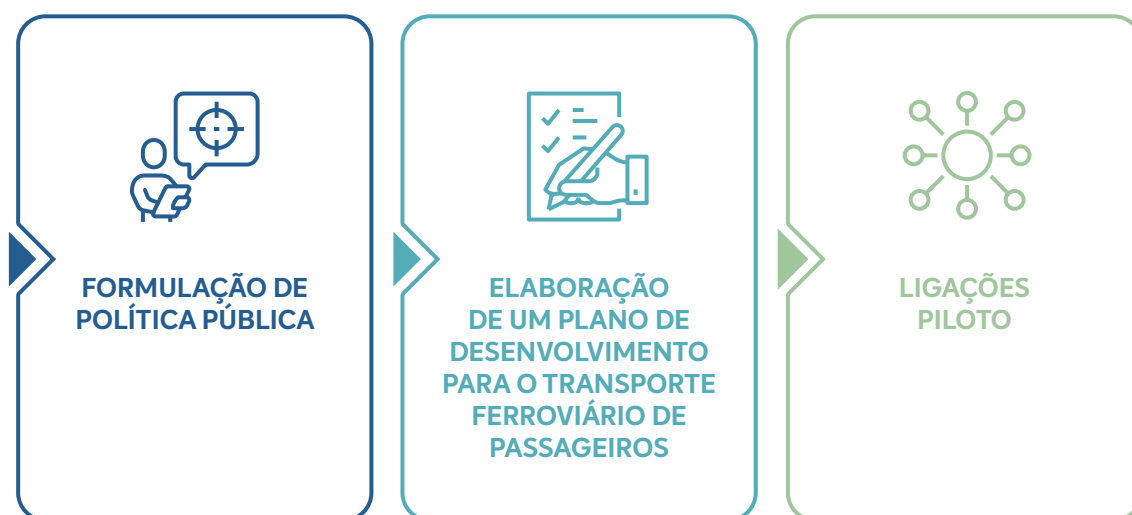 FORMULAÇÃO DE
POLÍTICA PÚBLICA
ELABORAÇÃO
DE UM PLANO DE
DESENVOLVIMENTO
PARA O TRANSPORTE
FERROVIÁRIO DE
PASSAGEIROS
LIGAÇÕES
PILOTO